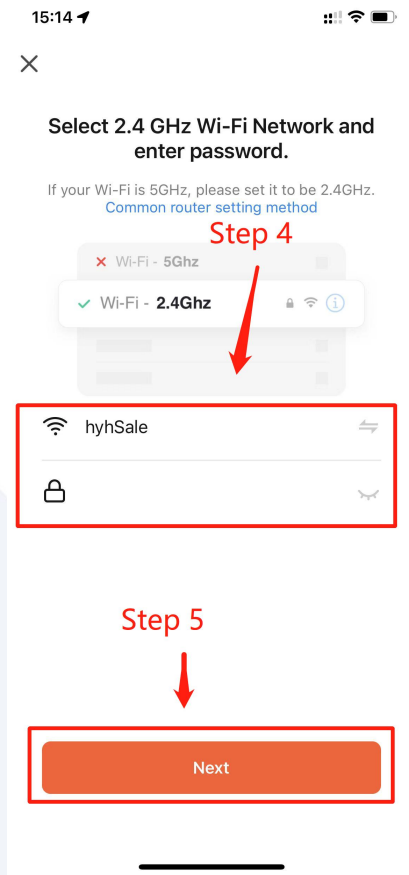 15:14
Select 2.4 GHz Wi-Fi Network and
enter password.
If your Wi-Fi is 5GHz, please set it to be 2.4GHz.
Common router setting method
Step 4
Wi-Fi - 5Ghz
Wi-Fi - 2.4Ghz
hyhSale
Step 5
Next